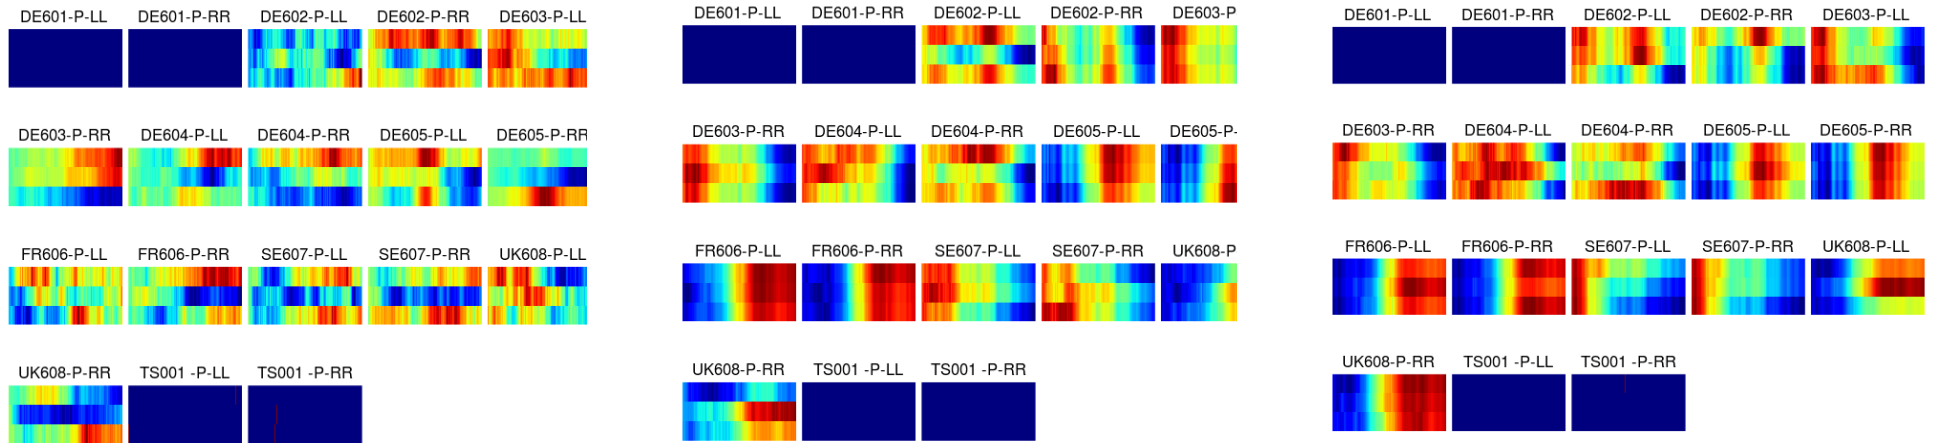 DE601-P-LL DE601-P-RR DE602-P-LL DE602-P-RR DE603-P-LL
DE603-P-RR DE604-P-LL DE604-P-RR DE605-P-LL DE605-P-RR
FR606-P-LL FR606-P-RR SE607-P-LL SE607-P-RR UK608-P-LL
UK608-P-RR TS001 -P-LL TS001 -P-RR
DE601-P-LL DE601-P-RR DE602-P-LL DE602-P-RR DE603-P
DE603-P-RR DE604-P-LL DE604-P-RR DE605-P-LL DE605-P-
FR606-P-LL FR606-P-RR SE607-P-LL SE607-P-RR UK608-P
UK608-P-RR TS001 -P-LL TS001 -P-RR
DE601-P-LL DE601-P-RR DE602-P-LL DE602-P-RR DE603-P-LL
DE603-P-RR DE604-P-LL DE604-P-RR DE605-P-LL DE605-P-RR
FR606-P-LL FR606-P-RR SE607-P-LL SE607-P-RR UK608-P-LL
UK608-P-RR TS001 -P-LL TS001 -P-RR